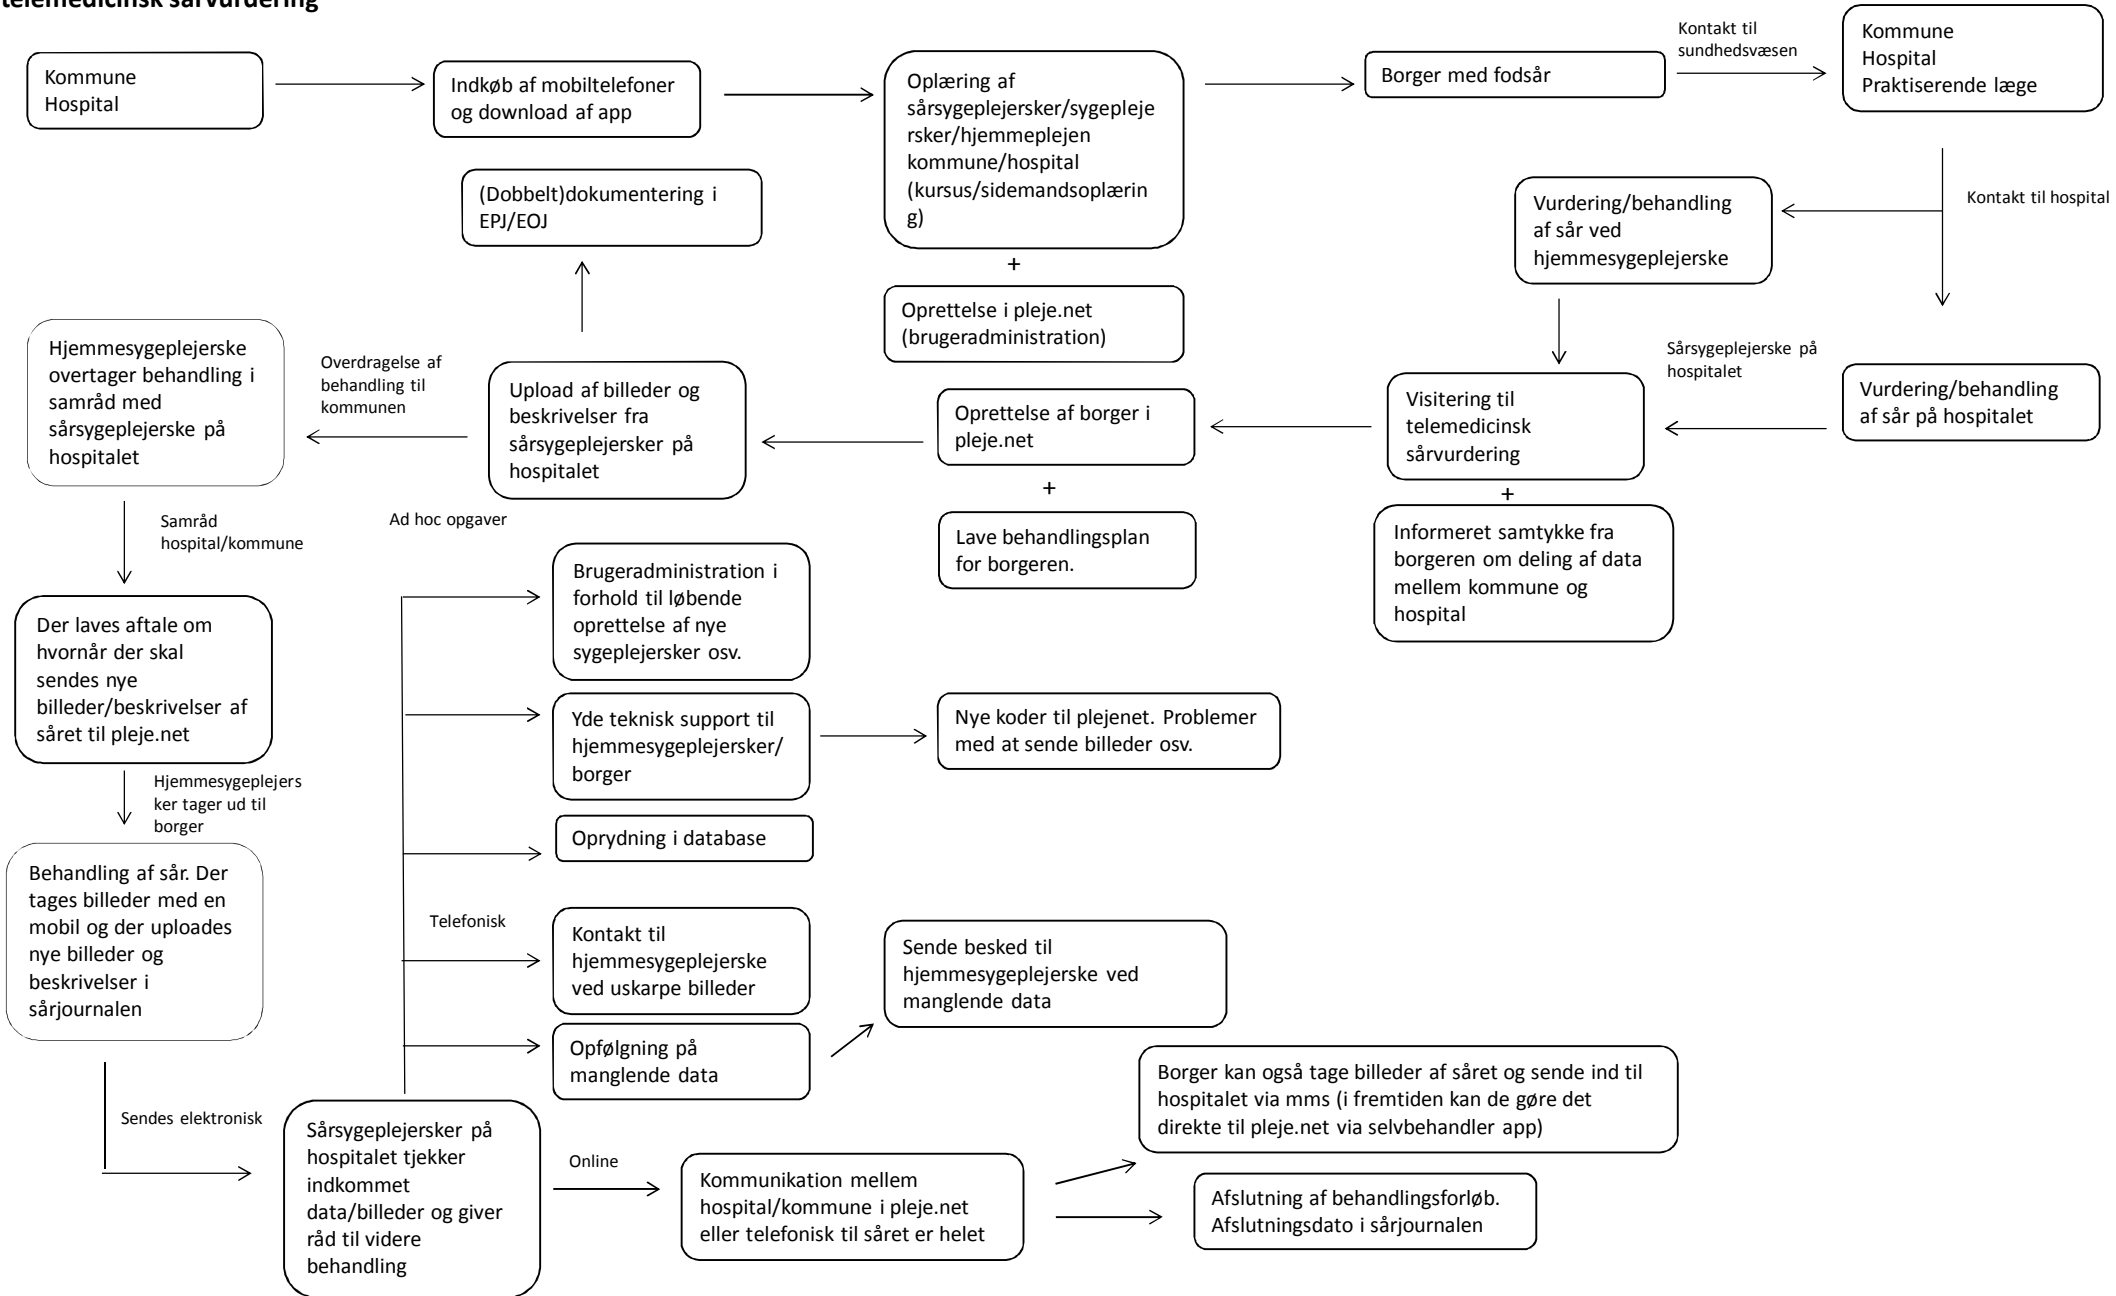 telemedicinsk sårvurdering
Kommune
Hospital
Indkøb af mobiltelefoner
og download af app
Oplæring af
sårsygeplejersker/sygepleje
rsker/hjemmeplejen
kommune/hospital
(kursus/sidemandsoplærin
g)
+
Oprettelse i pleje.net
(brugeradministration)
Borger med fodsår
Kontakt til
sundhedsvæsen
Kommune
Hospital
Praktiserende læge
Kontakt til hospital
Vurdering/behandling
af sår ved
hjemmesygeplejerske
Vurdering/behandling
af sår på hospitalet
Sårsygeplejerske på
hospitalet
Visitering til
telemedicinsk
sårvurdering
+
Informeret samtykke fra
borgeren om deling af data
mellem kommune og
hospital
Oprettelse af borger i
pleje.net
+
Lave behandlingsplan
for borgeren.
Upload af billeder og
beskrivelser fra
sårsygeplejersker på
hospitalet
(Dobbelt)dokumentering i
EPJ/EOJ
Overdragelse af
behandling til
kommunen
Hjemmesygeplejerske
overtager behandling i
samråd med
sårsygeplejerske på
hospitalet
Samråd
hospital/kommune
Der laves aftale om
hvornår der skal
sendes nye
billeder/beskrivelser af
såret til pleje.net
Hjemmesygeplejers
ker tager ud til
borger
Behandling af sår. Der
tages billeder med en
mobil og der uploades
nye billeder og
beskrivelser i
sårjournalen
Sendes elektronisk
Sårsygeplejersker på
hospitalet tjekker
indkommet
data/billeder og giver
råd til videre
behandling
Ad hoc opgaver
Brugeradministration i
forhold til løbende
oprettelse af nye
sygeplejersker osv.
Yde teknisk support til
hjemmesygeplejersker/
borger
Nye koder til plejenet. Problemer
med at sende billeder osv.
Oprydning i database
Telefonisk
Kontakt til
hjemmesygeplejerske
ved uskarpe billeder
Opfølgning på
manglende data
Sende besked til
hjemmesygeplejerske ved
manglende data
Online
Kommunikation mellem
hospital/kommune i pleje.net
eller telefonisk til såret er helet
Borger kan også tage billeder af såret og sende ind til
hospitalet via mms (i fremtiden kan de gøre det
direkte til pleje.net via selvbehandler app)
Afslutning af behandlingsforløb.
Afslutningsdato i sårjournalen